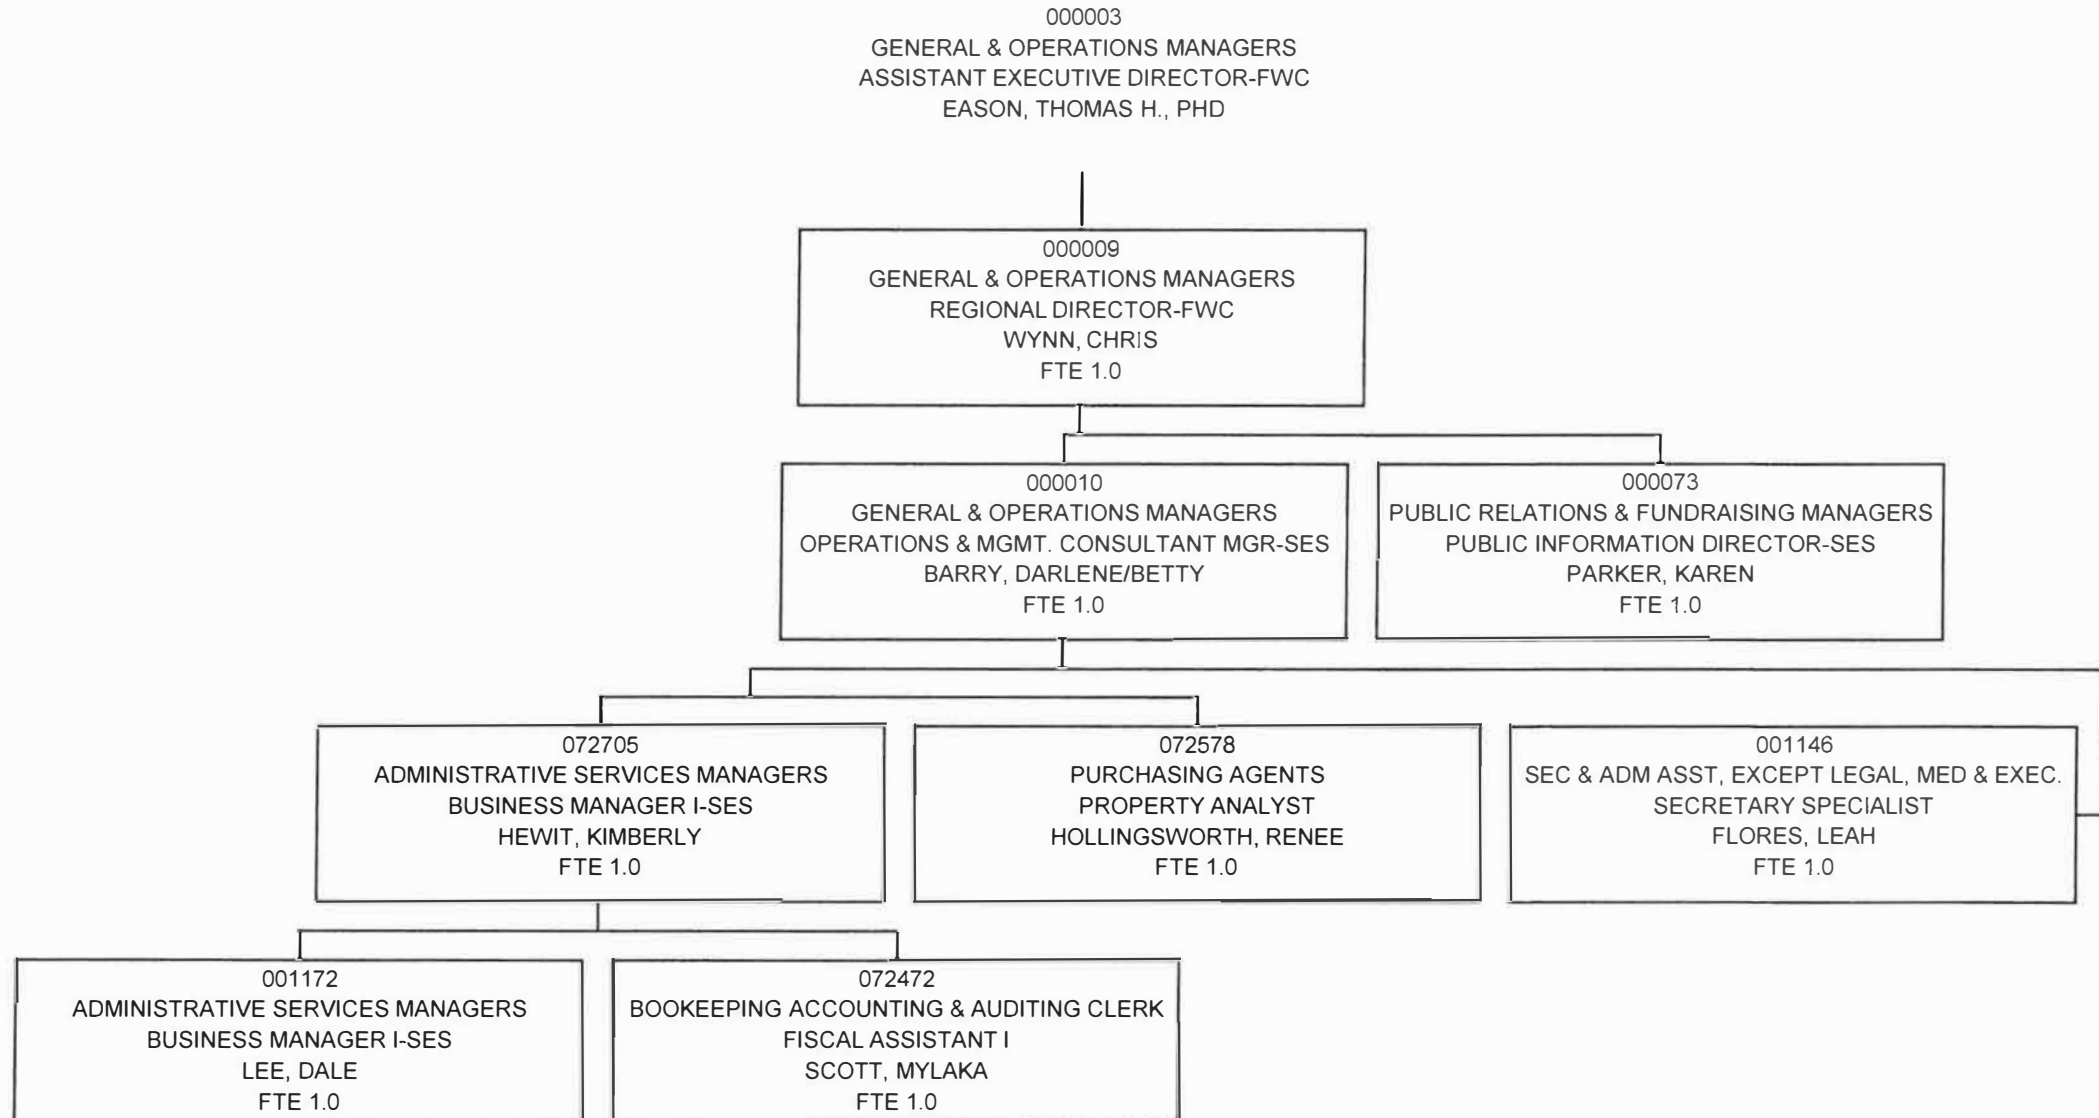 000003
GENERAL & OPERATIONS MANAGERS
ASSISTANT EXECUTIVE DIRECTOR-FWC
EASON, THOMAS H., PHD
000009
GENERAL & OPERATIONS MANAGERS
REGIONAL DIRECTOR-FWC
WYNN, CHRIS
FTE 1.0
000010
GENERAL & OPERATIONS MANAGERS
OPERATIONS & MGMT. CONSULTANT MGR-SES
BARRY, DARLENE/BETTY
FTE 1.0
000073
PUBLIC RELATIONS & FUNDRAISING MANAGERS
PUBLIC INFORMATION DIRECTOR-SES
PARKER, KAREN
FTE 1.0
072705
ADMINISTRATIVE SERVICES MANAGERS
BUSINESS MANAGER I-SES
HEWIT, KIMBERLY
FTE 1.0
072578
PURCHASING AGENTS
PROPERTY ANALYST
HOLLINGSWORTH, RENEE
FTE 1.0
001146
SEC & ADM ASST, EXCEPT LEGAL, MED & EXEC.
SECRETARY SPECIALIST
FLORES, LEAH
FTE 1.0
001172
ADMINISTRATIVE SERVICES MANAGERS
BUSINESS MANAGER I-SES
LEE, DALE
FTE 1.0
072472
BOOKEEPING ACCOUNTING & AUDITING CLERK
FISCAL ASSISTANT I
SCOTT, MYLAKA
FTE 1.0